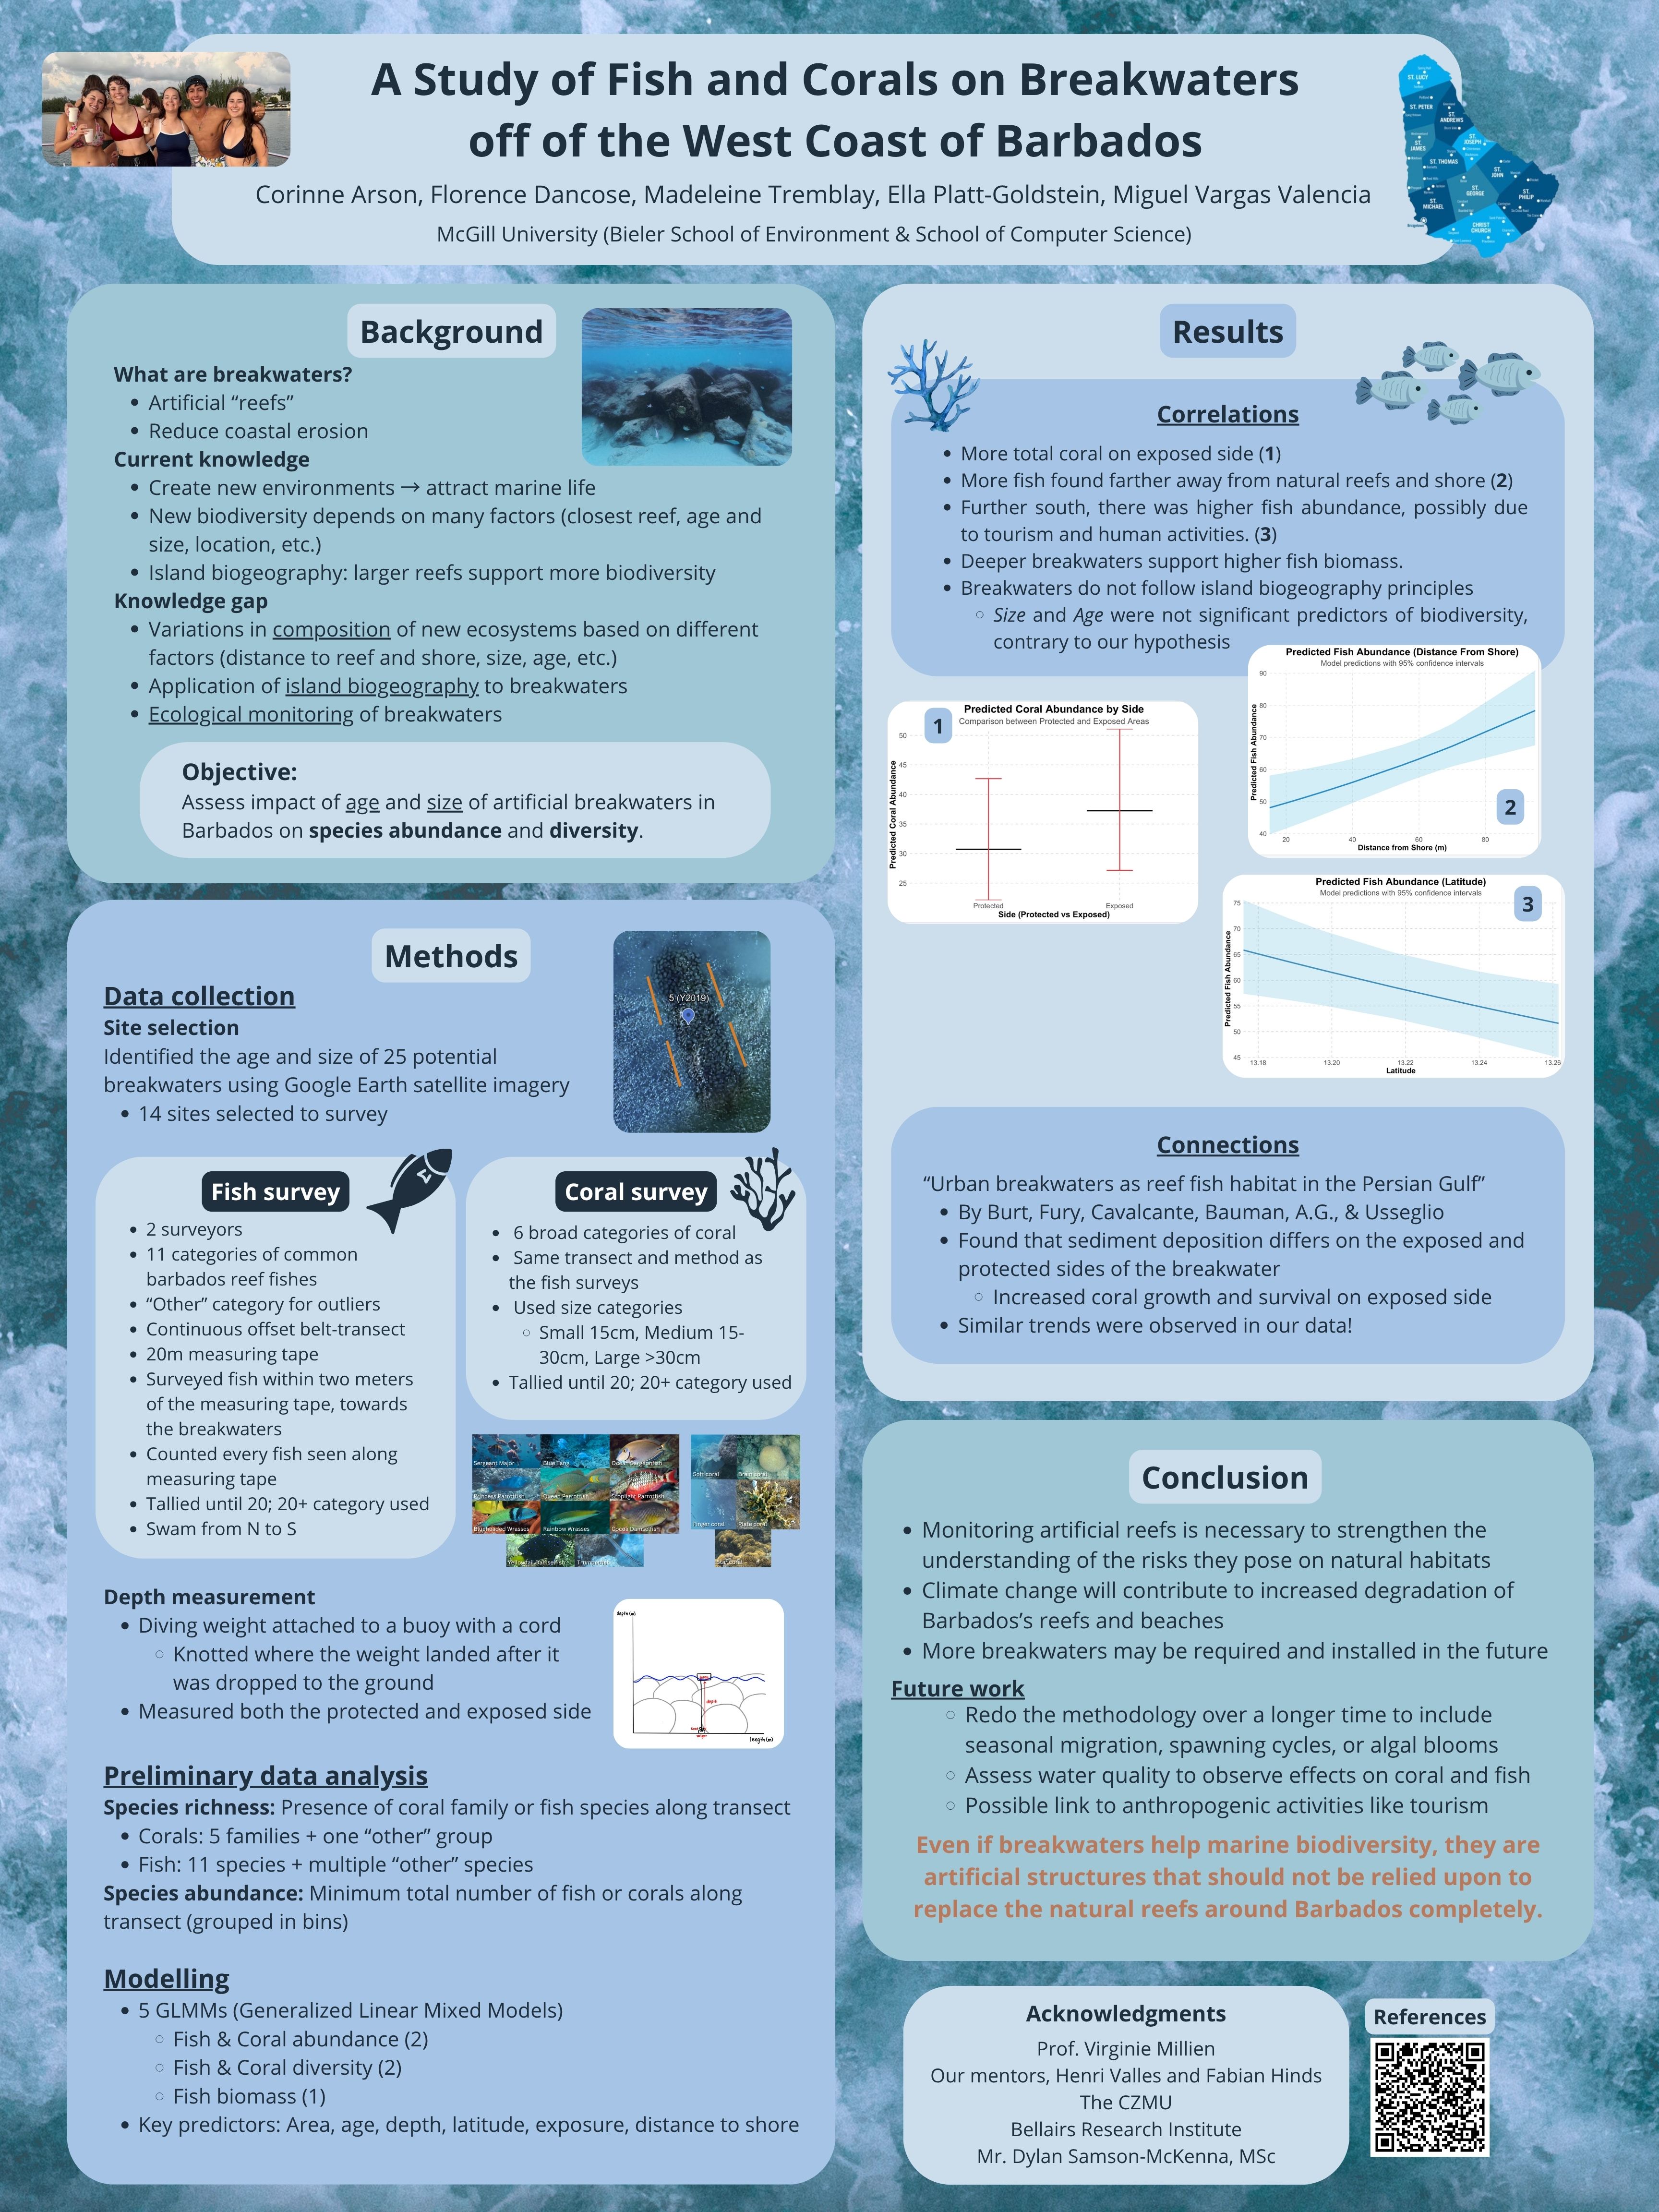 A Study of Fish and Corals on Breakwaters
off of the West Coast of Barbados
Corinne Arson, Florence Dancose, Madeleine Tremblay, Ella Platt-Goldstein, Miguel Vargas Valencia
McGill University (Bieler School of Environment & School of Computer Science)
ST. LUCY
ST. PETER
ST. ANDREWS
ST. JAMES
ST. JOSEPH
ST. THOMAS
ST. JOHN
ST. GEORGE
ST. PHILIP
ST. MICHAEL
CHRIST CHURCH
Bridgetown
Background
What are breakwaters?
• Artificial “reefs”
• Reduce coastal erosion
Current knowledge
• Create new environments → attract marine life
• New biodiversity depends on many factors (closest reef, age and
size, location, etc.)
• Island biogeography: larger reefs support more biodiversity
Knowledge gap
• Variations in composition of new ecosystems based on different
factors (distance to reef and shore, size, age, etc.)
• Application of island biogeography to breakwaters
• Ecological monitoring of breakwaters
Objective:
Assess impact of age and size of artificial breakwaters in
Barbados on species abundance and diversity.
Methods
Data collection
Site selection
Identified the age and size of 25 potential
breakwaters using Google Earth satellite imagery
• 14 sites selected to survey
5 (Y2019)
Fish survey
• 2 surveyors
• 11 categories of common
barbados reef fishes
• “Other” category for outliers
• Continuous offset belt-transect
• 20m measuring tape
• Surveyed fish within two meters
of the measuring tape, towards
the breakwaters
• Counted every fish seen along
measuring tape
• Tallied until 20; 20+ category used
• Swam from N to S
Coral survey
• 6 broad categories of coral
• Same transect and method as
the fish surveys
• Used size categories
○ Small 15cm, Medium 15-
30cm, Large >30cm
• Tallied until 20; 20+ category used
Sergeant Major
Blue Tang
Princess Parrotfish
Queen Parrotfish
Stoplight Parrotfish
Blueheaded Wrasses
Rainbow Wrasses
Cocoa Damselfish
Yellowtail Damselfish
Soft coral
Finger coral
Plate coral
Depth measurement
• Diving weight attached to a buoy with a cord
○ Knotted where the weight landed after it
was dropped to the ground
• Measured both the protected and exposed side
depth (m)
depth
length (m)
Preliminary data analysis
Species richness: Presence of coral family or fish species along transect
• Corals: 5 families + one “other” group
• Fish: 11 species + multiple “other” species
Species abundance: Minimum total number of fish or corals along
transect (grouped in bins)
Modelling
• 5 GLMMs (Generalized Linear Mixed Models)
○ Fish & Coral abundance (2)
○ Fish & Coral diversity (2)
○ Fish biomass (1)
• Key predictors: Area, age, depth, latitude, exposure, distance to shore
Results
Correlations
• More total coral on exposed side (1)
• More fish found farther away from natural reefs and shore (2)
• Further south, there was higher fish abundance, possibly due
to tourism and human activities. (3)
• Deeper breakwaters support higher fish biomass.
• Breakwaters do not follow island biogeography principles
○ Size and Age were not significant predictors of biodiversity,
contrary to our hypothesis
1
Predicted Coral Abundance by Side
Comparison between Protected and Exposed Areas
Predicted Coral Abundance
50
45
40
35
30
25
Protected Exposed
Side (Protected vs Exposed)
Predicted Fish Abundance (Distance From Shore)
Model predictions with 95% confidence intervals
Predicted Fish Abundance
90
80
70
60
50
40
2
20 40 60 80
Distance from Shore (m)
Predicted Fish Abundance (Latitude)
Model predictions with 95% confidence intervals
3
Predicted Fish Abundance
75
70
65
60
55
50
45
13.18 13.20 13.22 13.24 13.26
Latitude
Connections
“Urban breakwaters as reef fish habitat in the Persian Gulf”
• By Burt, Fury, Cavalcante, Bauman, A.G., & Usseglio
• Found that sediment deposition differs on the exposed and
protected sides of the breakwater
○ Increased coral growth and survival on exposed side
• Similar trends were observed in our data!
Conclusion
• Monitoring artificial reefs is necessary to strengthen the
understanding of the risks they pose on natural habitats
• Climate change will contribute to increased degradation of
Barbados’s reefs and beaches
• More breakwaters may be required and installed in the future
Future work
○ Redo the methodology over a longer time to include
seasonal migration, spawning cycles, or algal blooms
○ Assess water quality to observe effects on coral and fish
○ Possible link to anthropogenic activities like tourism
Even if breakwaters help marine biodiversity, they are
artificial structures that should not be relied upon to
replace the natural reefs around Barbados completely.
Acknowledgments
Prof. Virginie Millien
Our mentors, Henri Valles and Fabian Hinds
The CZMU
Bellairs Research Institute
Mr. Dylan Samson-McKenna, MSc
References